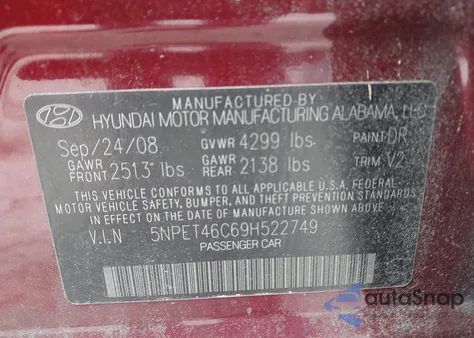 MANUFACTURED BY
HYUNDAI MOTOR MANUFACTURING ALABAMA, LLC
Sep/24/08 GVWR 4299 lbs. PAINT DR
GAWR FRONT 2513 lbs GAWR REAR 2138 lbs TRIM V2
THIS VEHICLE CONFORMS TO ALL APPLICABLE U.S. FEDERAL
MOTOR VEHICLE SAFETY, BUMPER, AND THEFT PREVENTION STANDARDS
IN EFFECT ON THE DATE OF MANUFACTURE SHOWN ABOVE.
V.I.N 5NPET46C69H522749
PASSENGER CAR
autoSnap